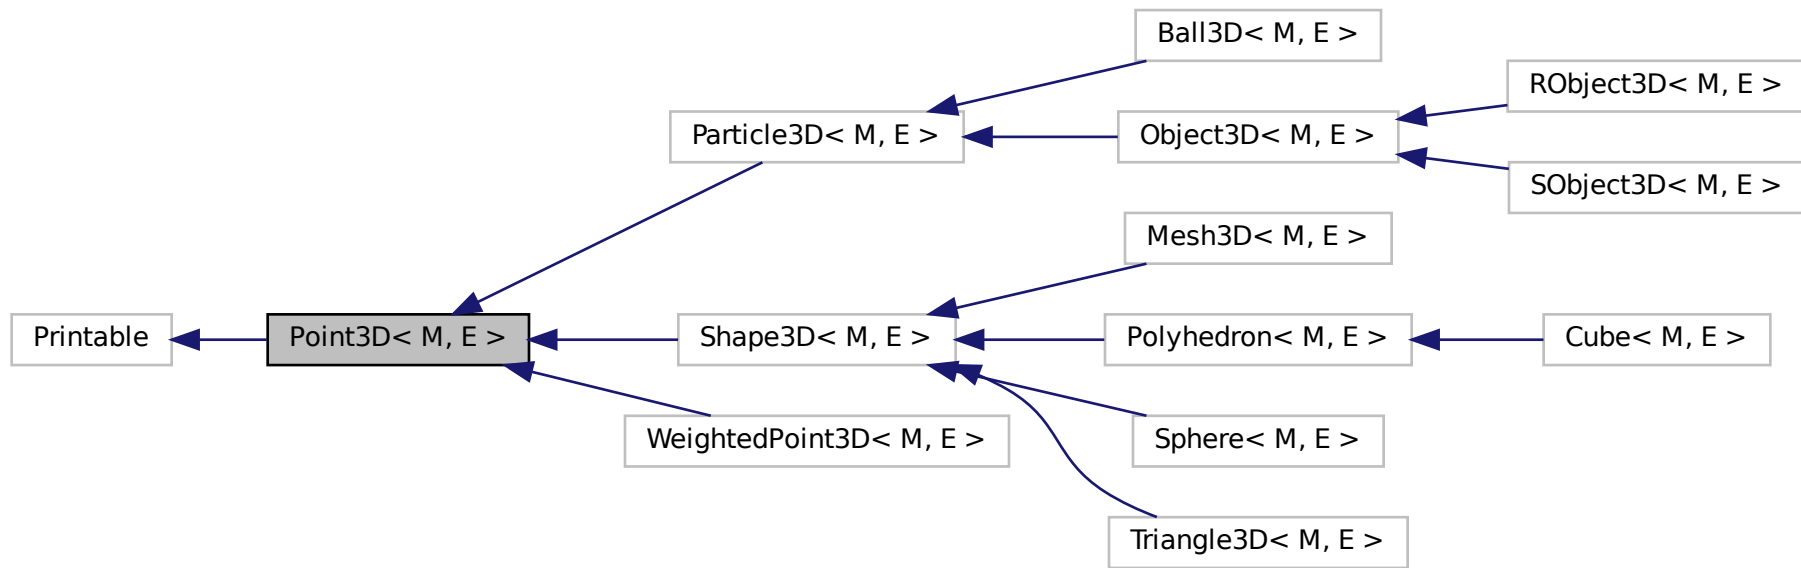 Ball3D< M, E >
RObject3D< M, E >
Particle3D< M, E >
Object3D< M, E >
SObject3D< M, E >
Mesh3D< M, E >
Printable
Point3D< M, E >
Shape3D< M, E >
Polyhedron< M, E >
Cube< M, E >
WeightedPoint3D< M, E >
Sphere< M, E >
Triangle3D< M, E >